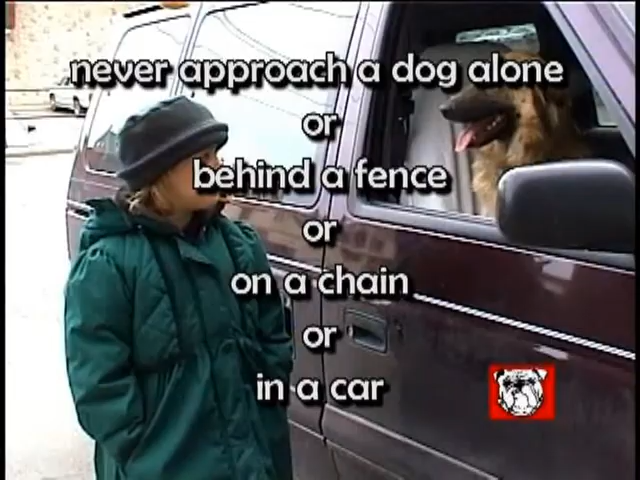 never approach a dog alone
or
behind a fence
or
on a chain
or
in a car